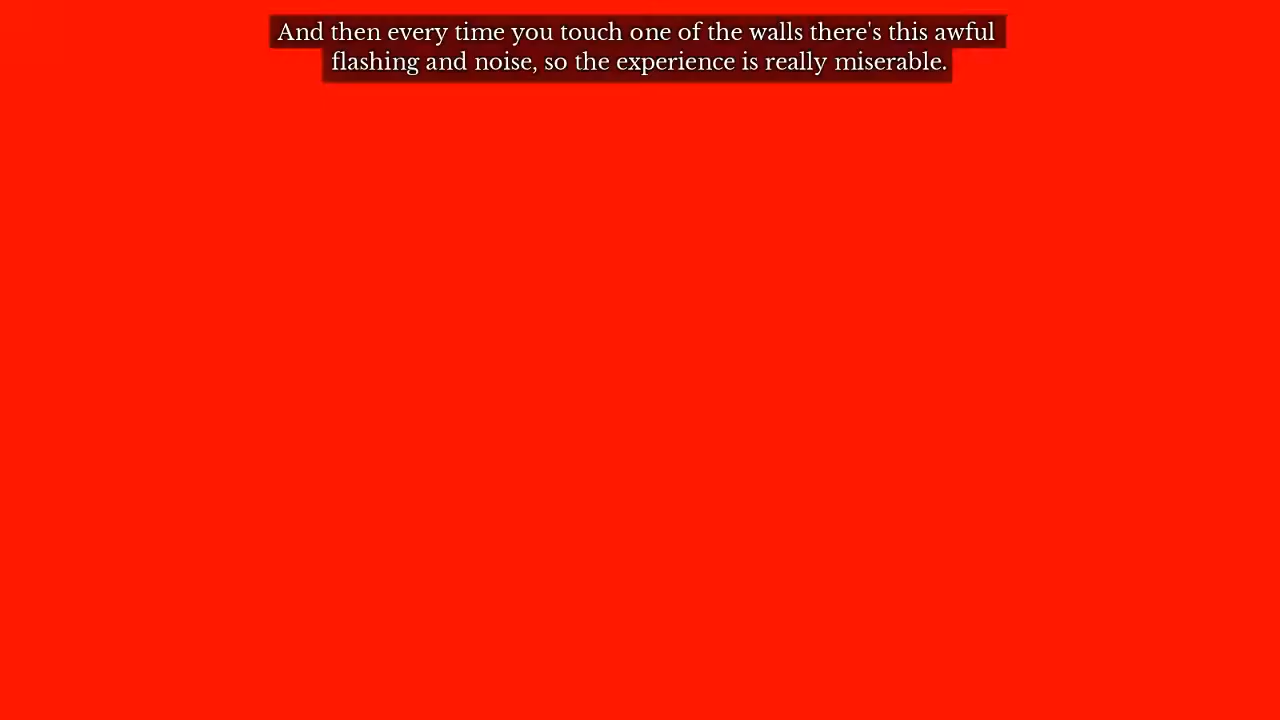 And then every time you touch one of the walls there's this awful
flashing and noise, so the experience is really miserable.